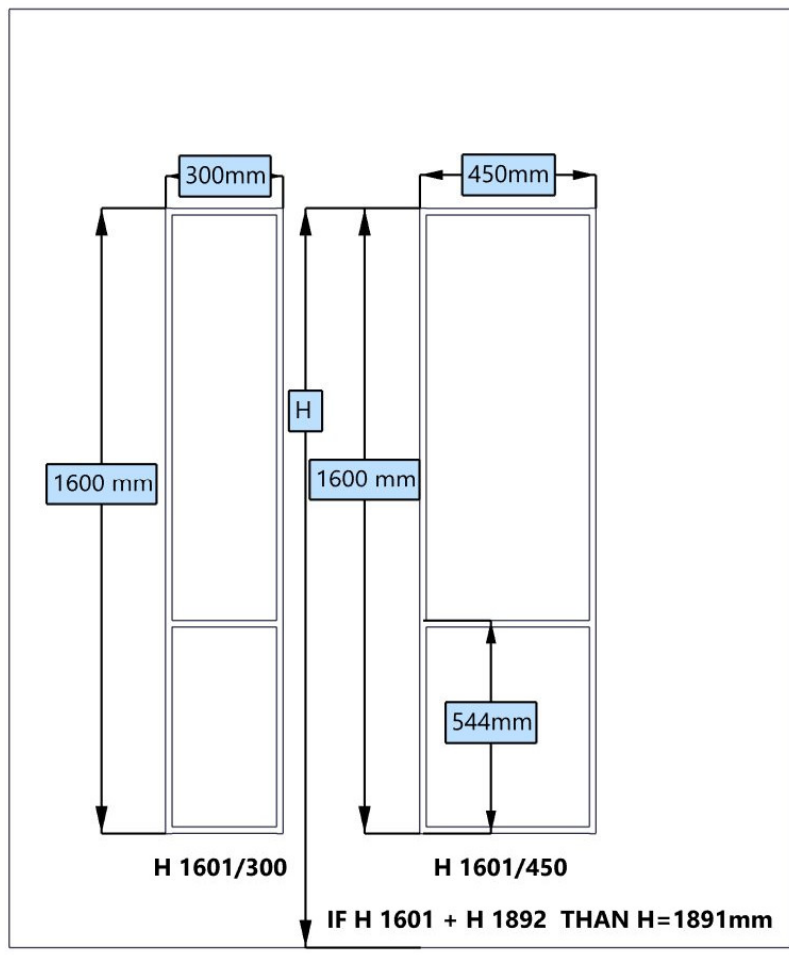 300mm
450mm
H
1600 mm
1600 mm
544mm
H 1601/300
H 1601/450
IF H 1601 + H 1892 THAN H=1891mm